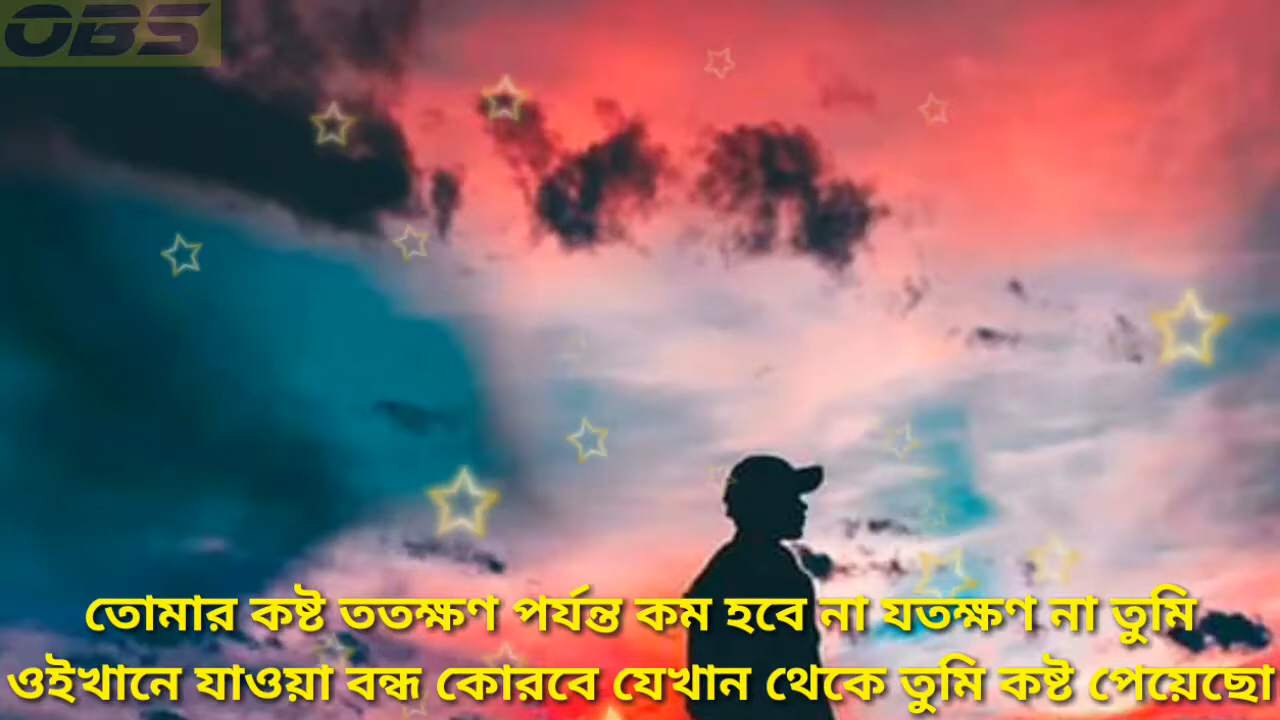 OBS
তোমার কষ্ট ততক্ষণ পর্যন্ত কম হবে না যতক্ষণ না তুমি
ওইখানে যাওয়া বন্ধ কোরবে যেখান থেকে তুমি কষ্ট পেয়েছো